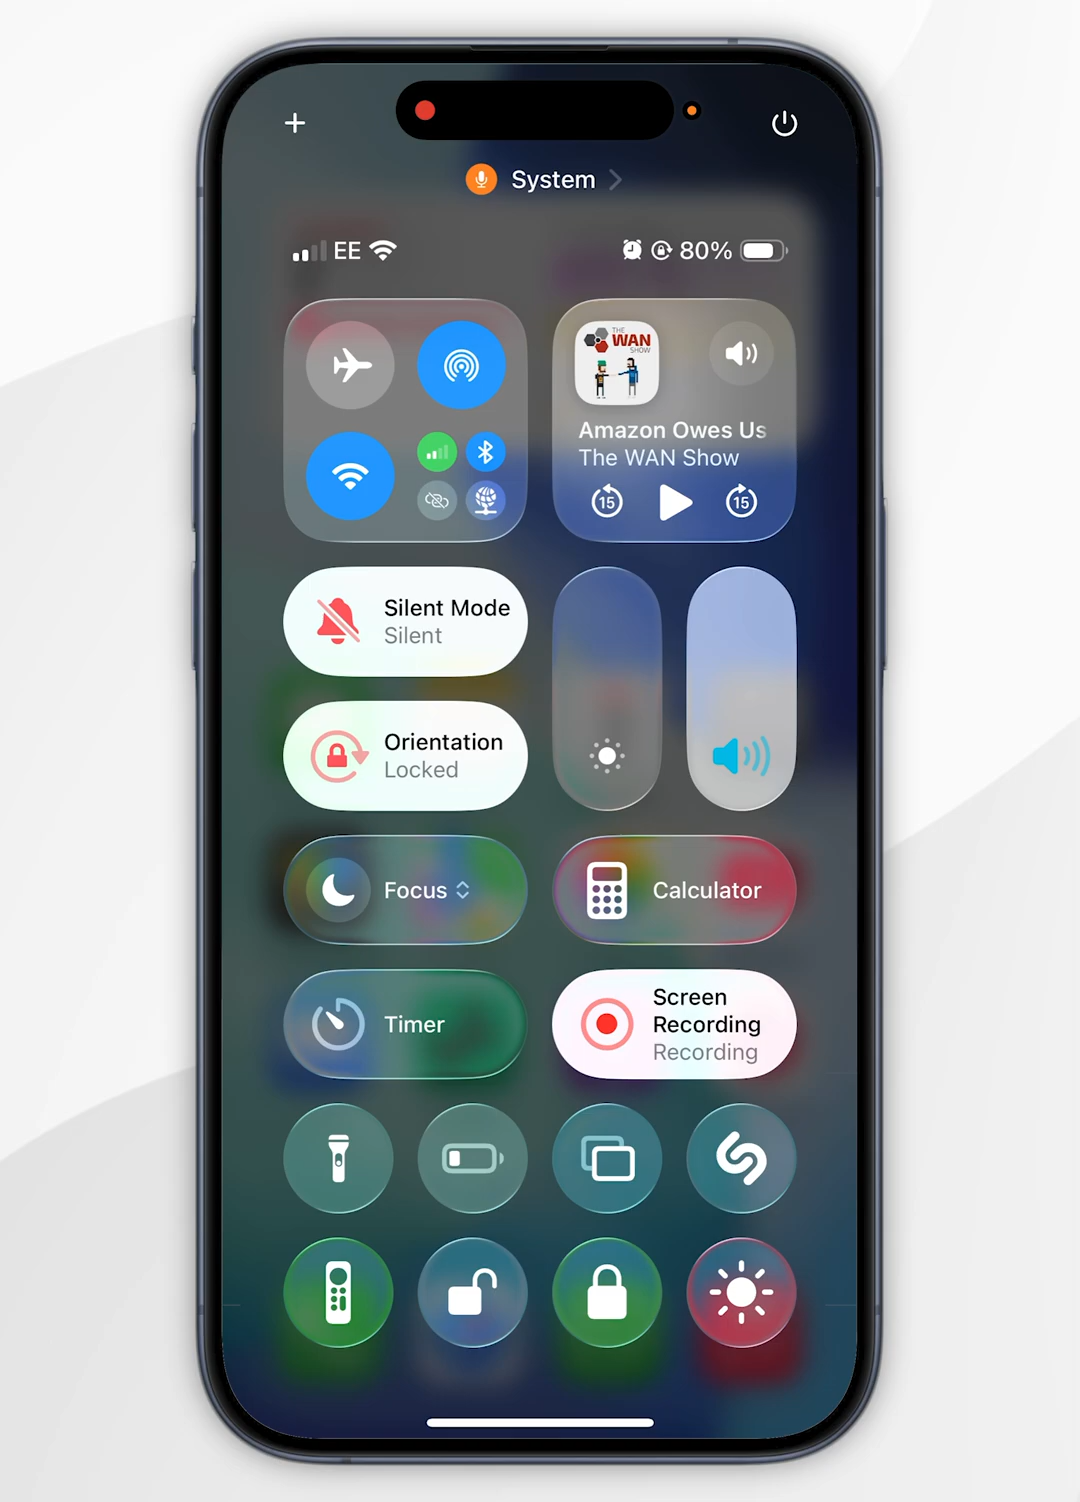 System
EE
80%
THE
WAN
SHOW
Amazon Owes Us
The WAN Show
15
15
Silent Mode
Silent
Orientation
Locked
Focus
Calculator
Timer
Screen
Recording
Recording